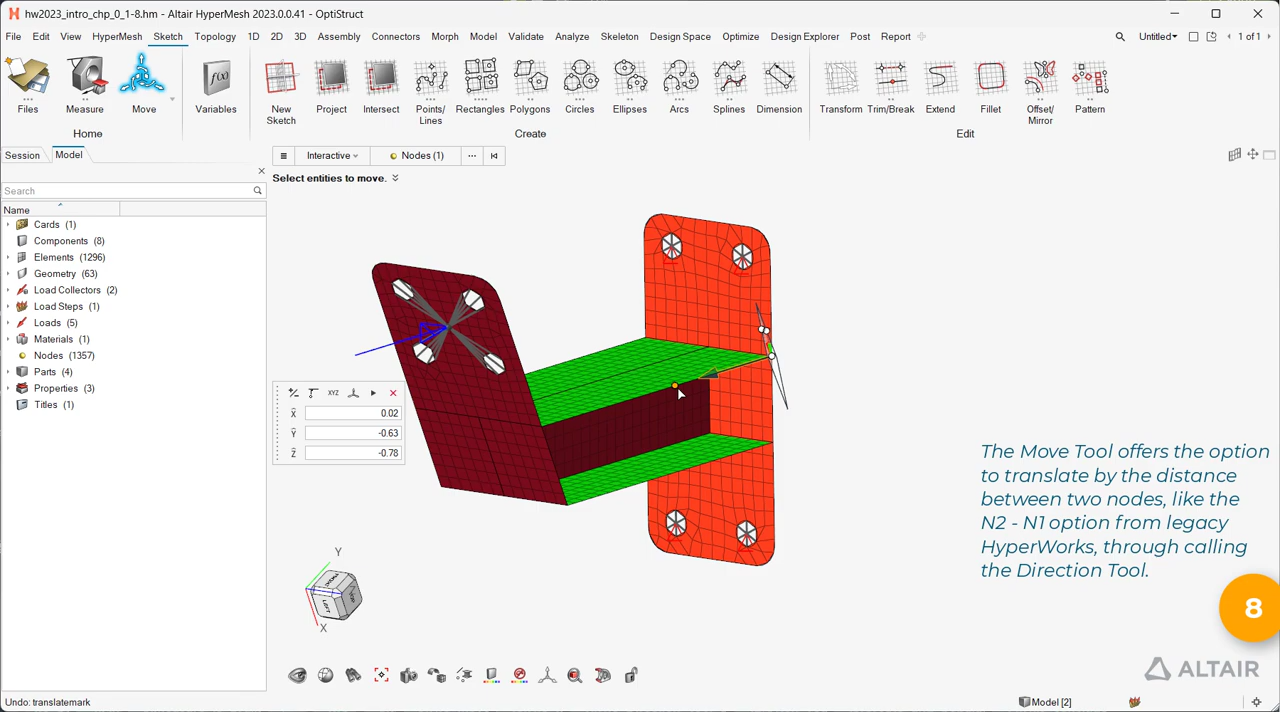 hw2023_intro_chp_0_1-8.hm - Altair HyperMesh 2023.0.0.41 - OptiStruct
File Edit View HyperMesh Sketch Topology 1D 2D 3D Assembly Connectors Morph Model Validate Analyze Skeleton Design Space Optimize Design Explorer Post Report Untitled 1 of 1
Files Measure Move Variables New Sketch Project Intersect Points/Lines Rectangles Polygons Circles Ellipses Arcs Splines Dimension Transform Trim/Break Extend Fillet Offset/Mirror Pattern
Home Create Edit
Session Model Interactive Nodes (1)
Select entities to move.
Search
Name
Cards (1)
Components (8)
Elements (1296)
Geometry (63)
Load Collectors (2)
Load Steps (1)
Loads (5)
Materials (1)
Nodes (1357)
Parts (4)
Properties (3)
Titles (1)
XYZ
X 0.02
Y -0.63
Z -0.78
The Move Tool offers the option
to translate by the distance
between two nodes, like the
N2 - N1 option from legacy
HyperWorks, through calling
the Direction Tool.
8
Y
LEFT
X
ALTAIR
Undo: translatemark
Model [2]